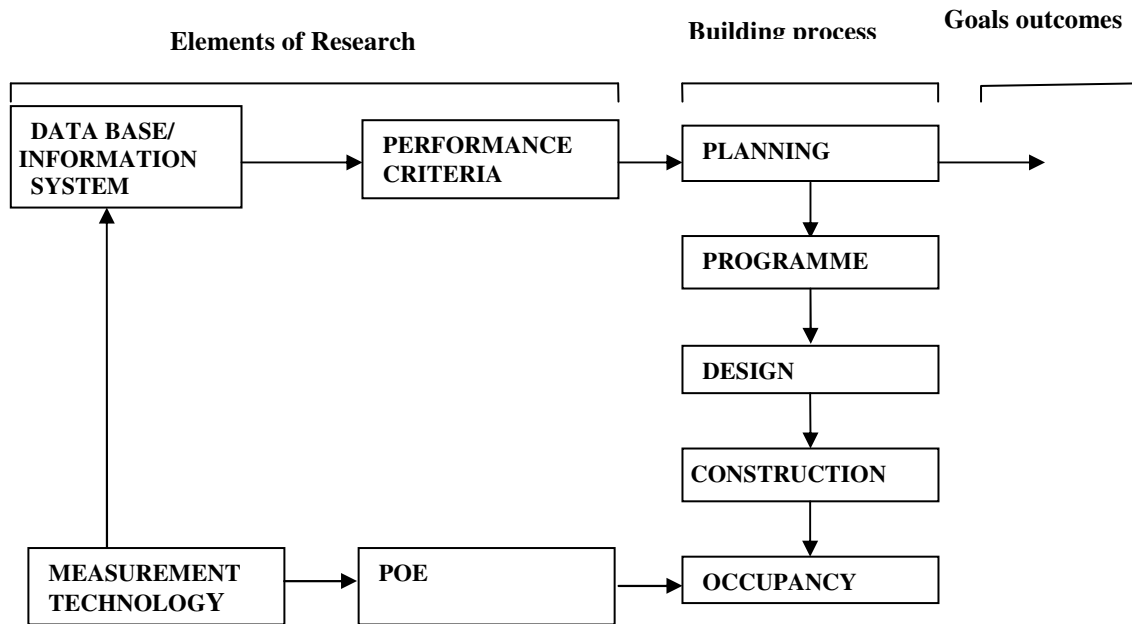 Elements of Research
Building process
Goals outcomes
DATA BASE/
INFORMATION
SYSTEM
PERFORMANCE
CRITERIA
PLANNING
PROGRAMME
DESIGN
CONSTRUCTION
MEASUREMENT
TECHNOLOGY
POE
OCCUPANCY